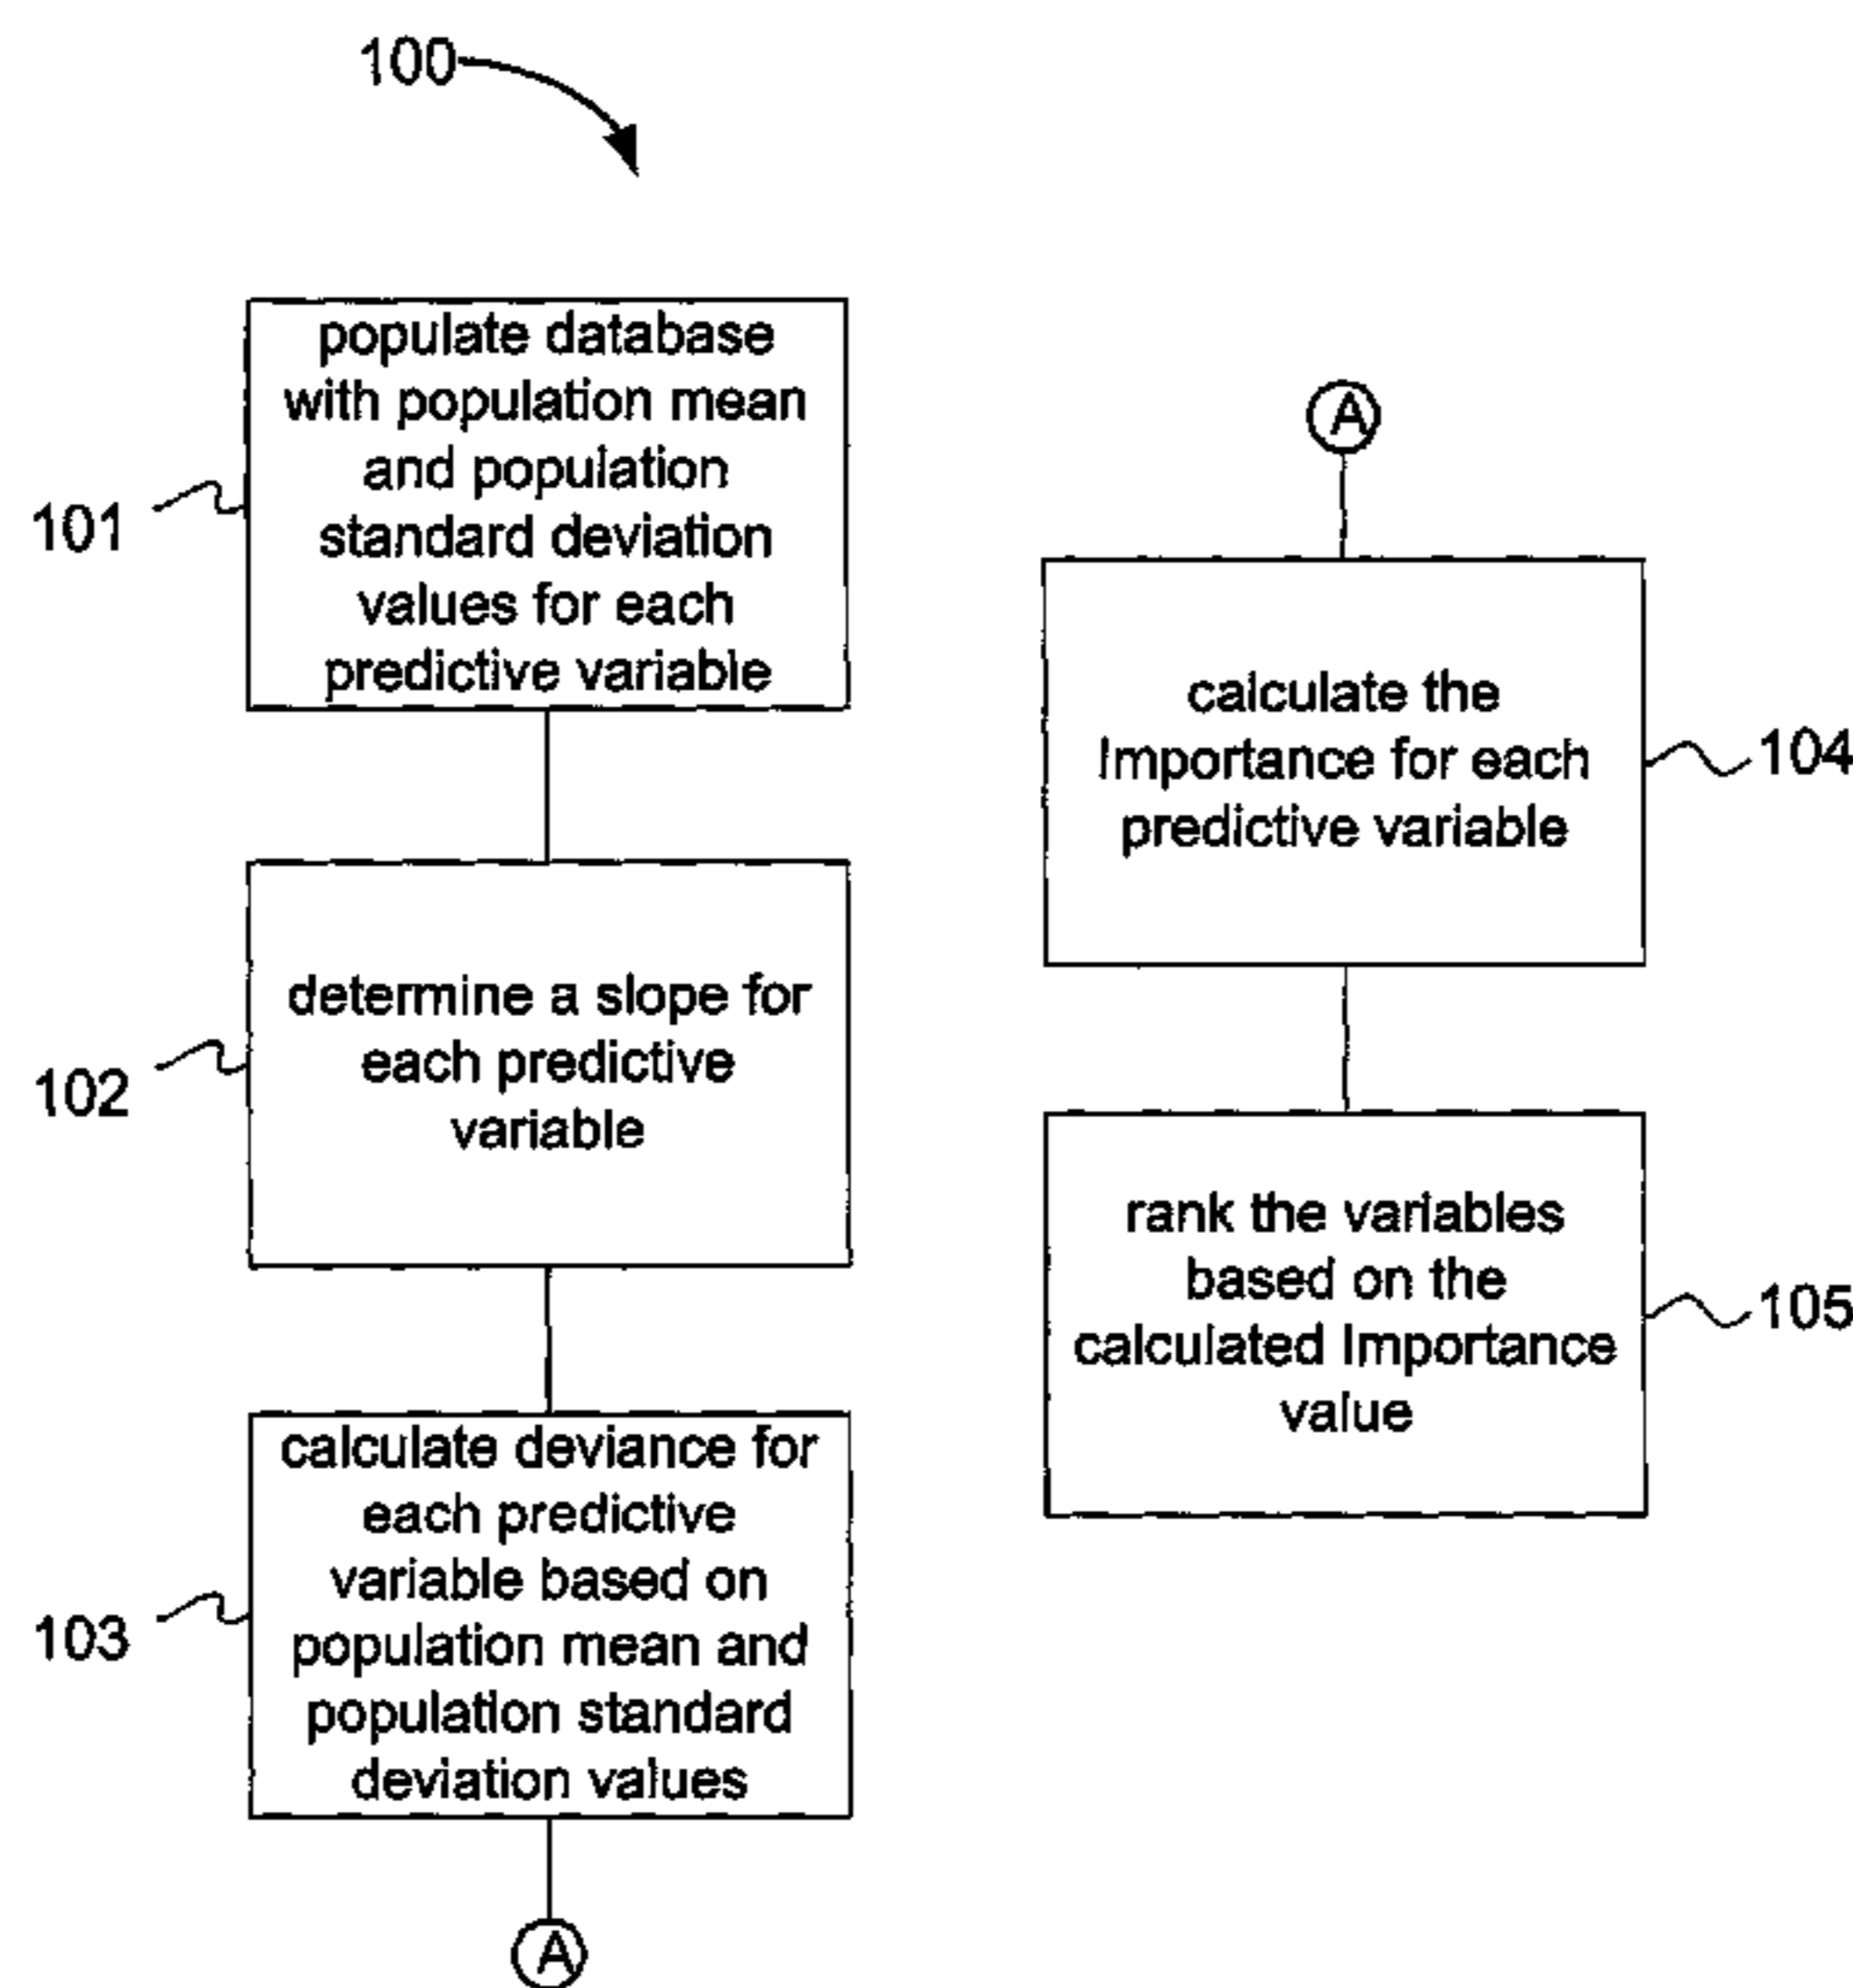 100
populate database
with population mean
and population
standard deviation
values for each
predictive variable
101
determine a slope for
each predictive
variable
102
calculate deviance for
each predictive
variable based on
population mean and
population standard
deviation values
103
A
A
calculate the
Importance for each
predictive variable
104
rank the variables
based on the
calculated Importance
value
105